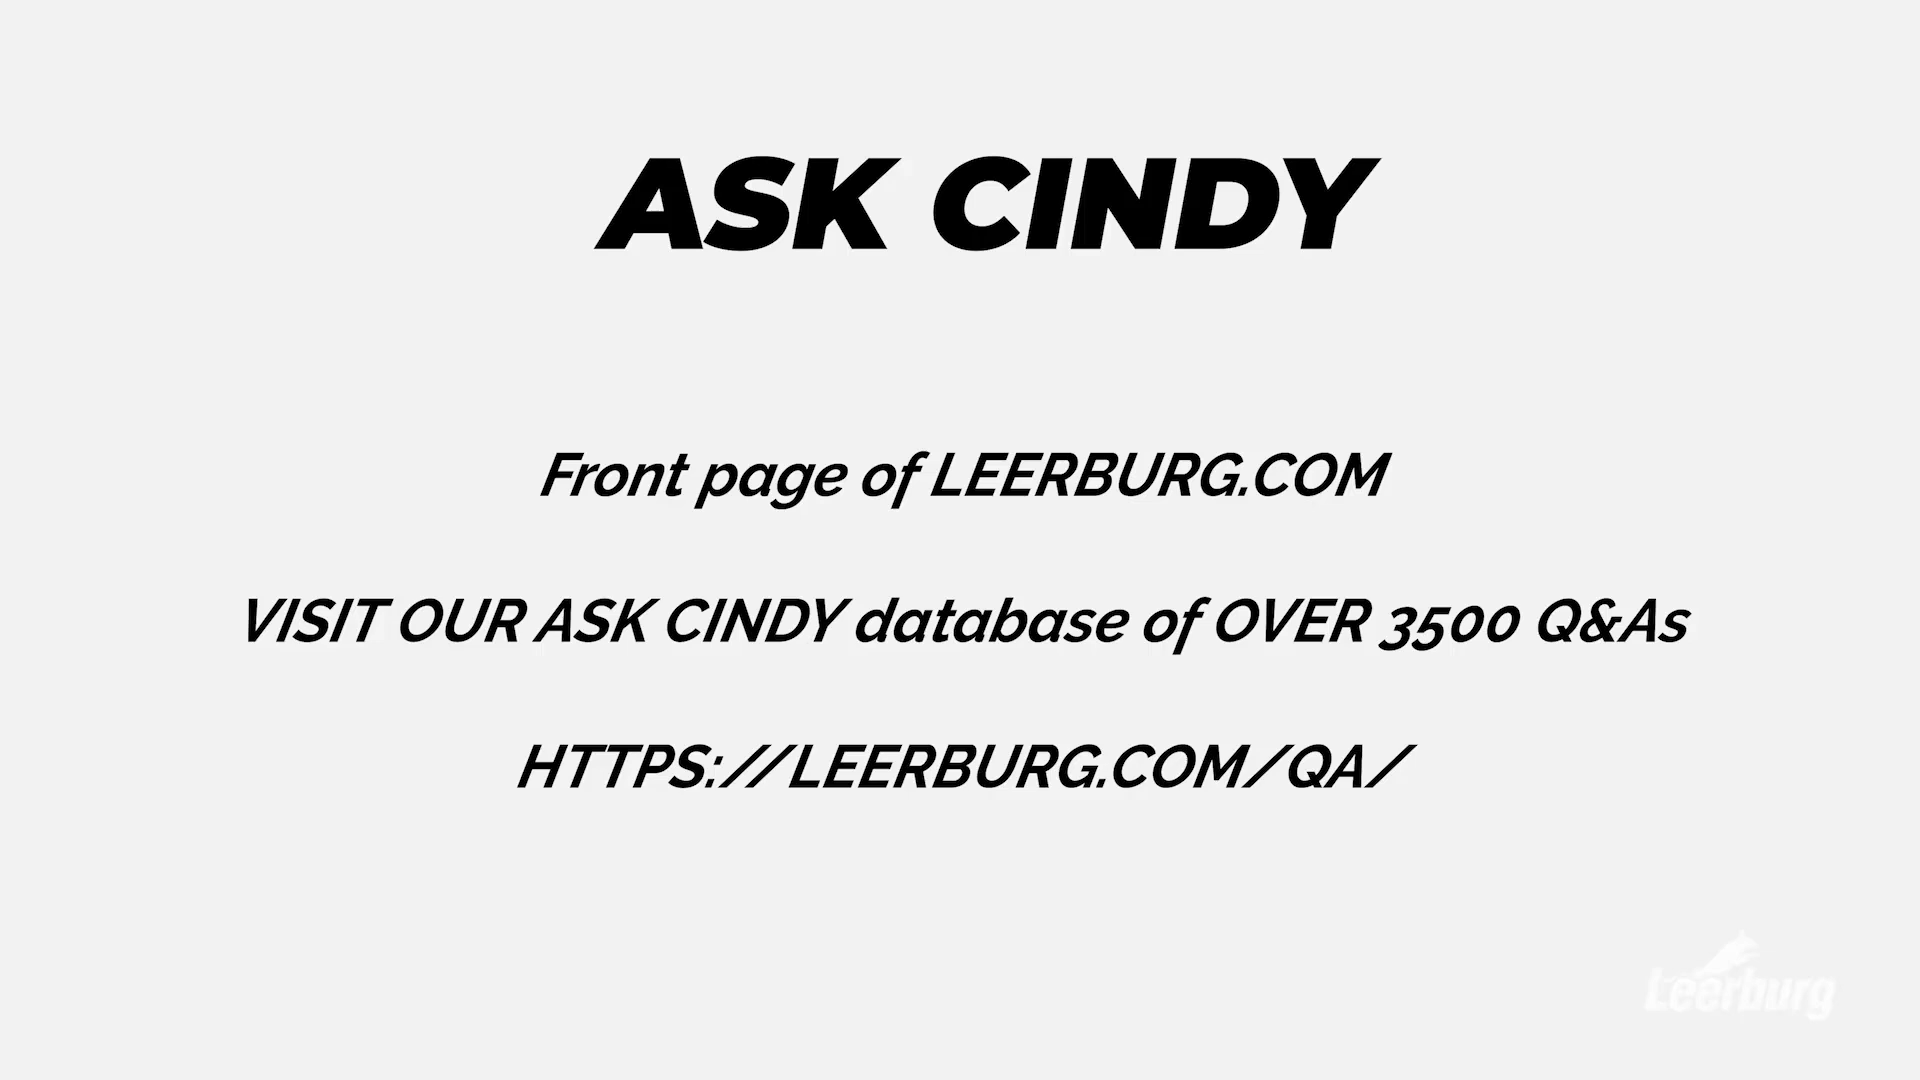 ASK CINDY
Front page of LEERBURG.COM
VISIT OUR ASK CINDY database of OVER 3500 Q&As
HTTPS://LEERBURG.COM/QA/
Leerburg